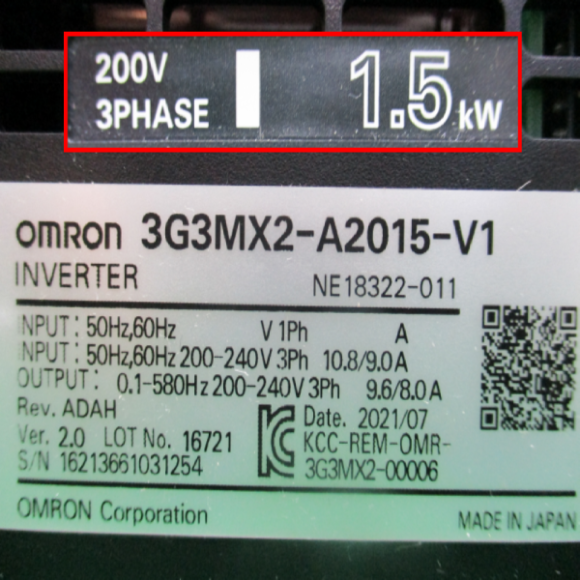 200V
3PHASE
1.5 kW
OMRON 3G3MX2-A2015-V1
INVERTER
NE18322-011
INPUT: 50Hz,60Hz V 1Ph A
INPUT: 50Hz,60Hz 200-240V 3Ph 10.8/9.0A
OUTPUT: 0.1-580Hz 200-240V 3Ph 9.6/8.0A
Rev. ADAH
Date. 2021/07
Ver. 2.0 LOT No. 16721
KCC-REM-OMR-
S/N 16213661031254
3G3MX2-00006
OMRON Corporation
MADE IN JAPAN